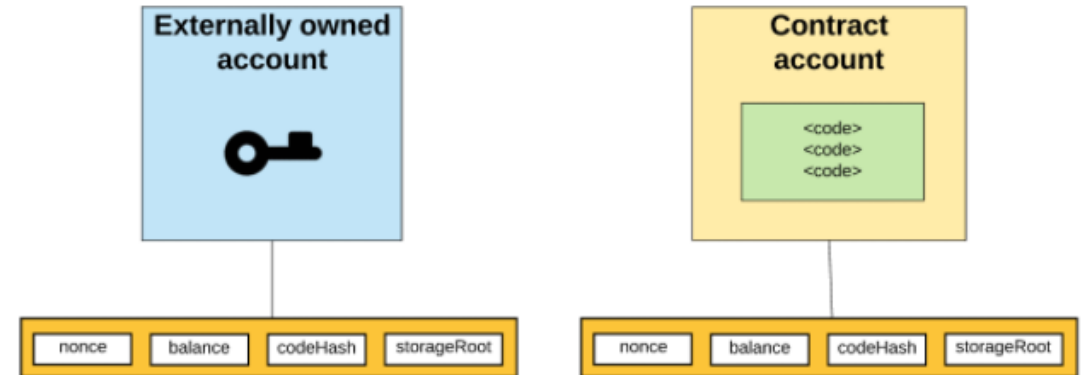 Externally owned
account
Contract
account
<code>
<code>
<code>
nonce balance codeHash storageRoot
nonce balance codeHash storageRoot